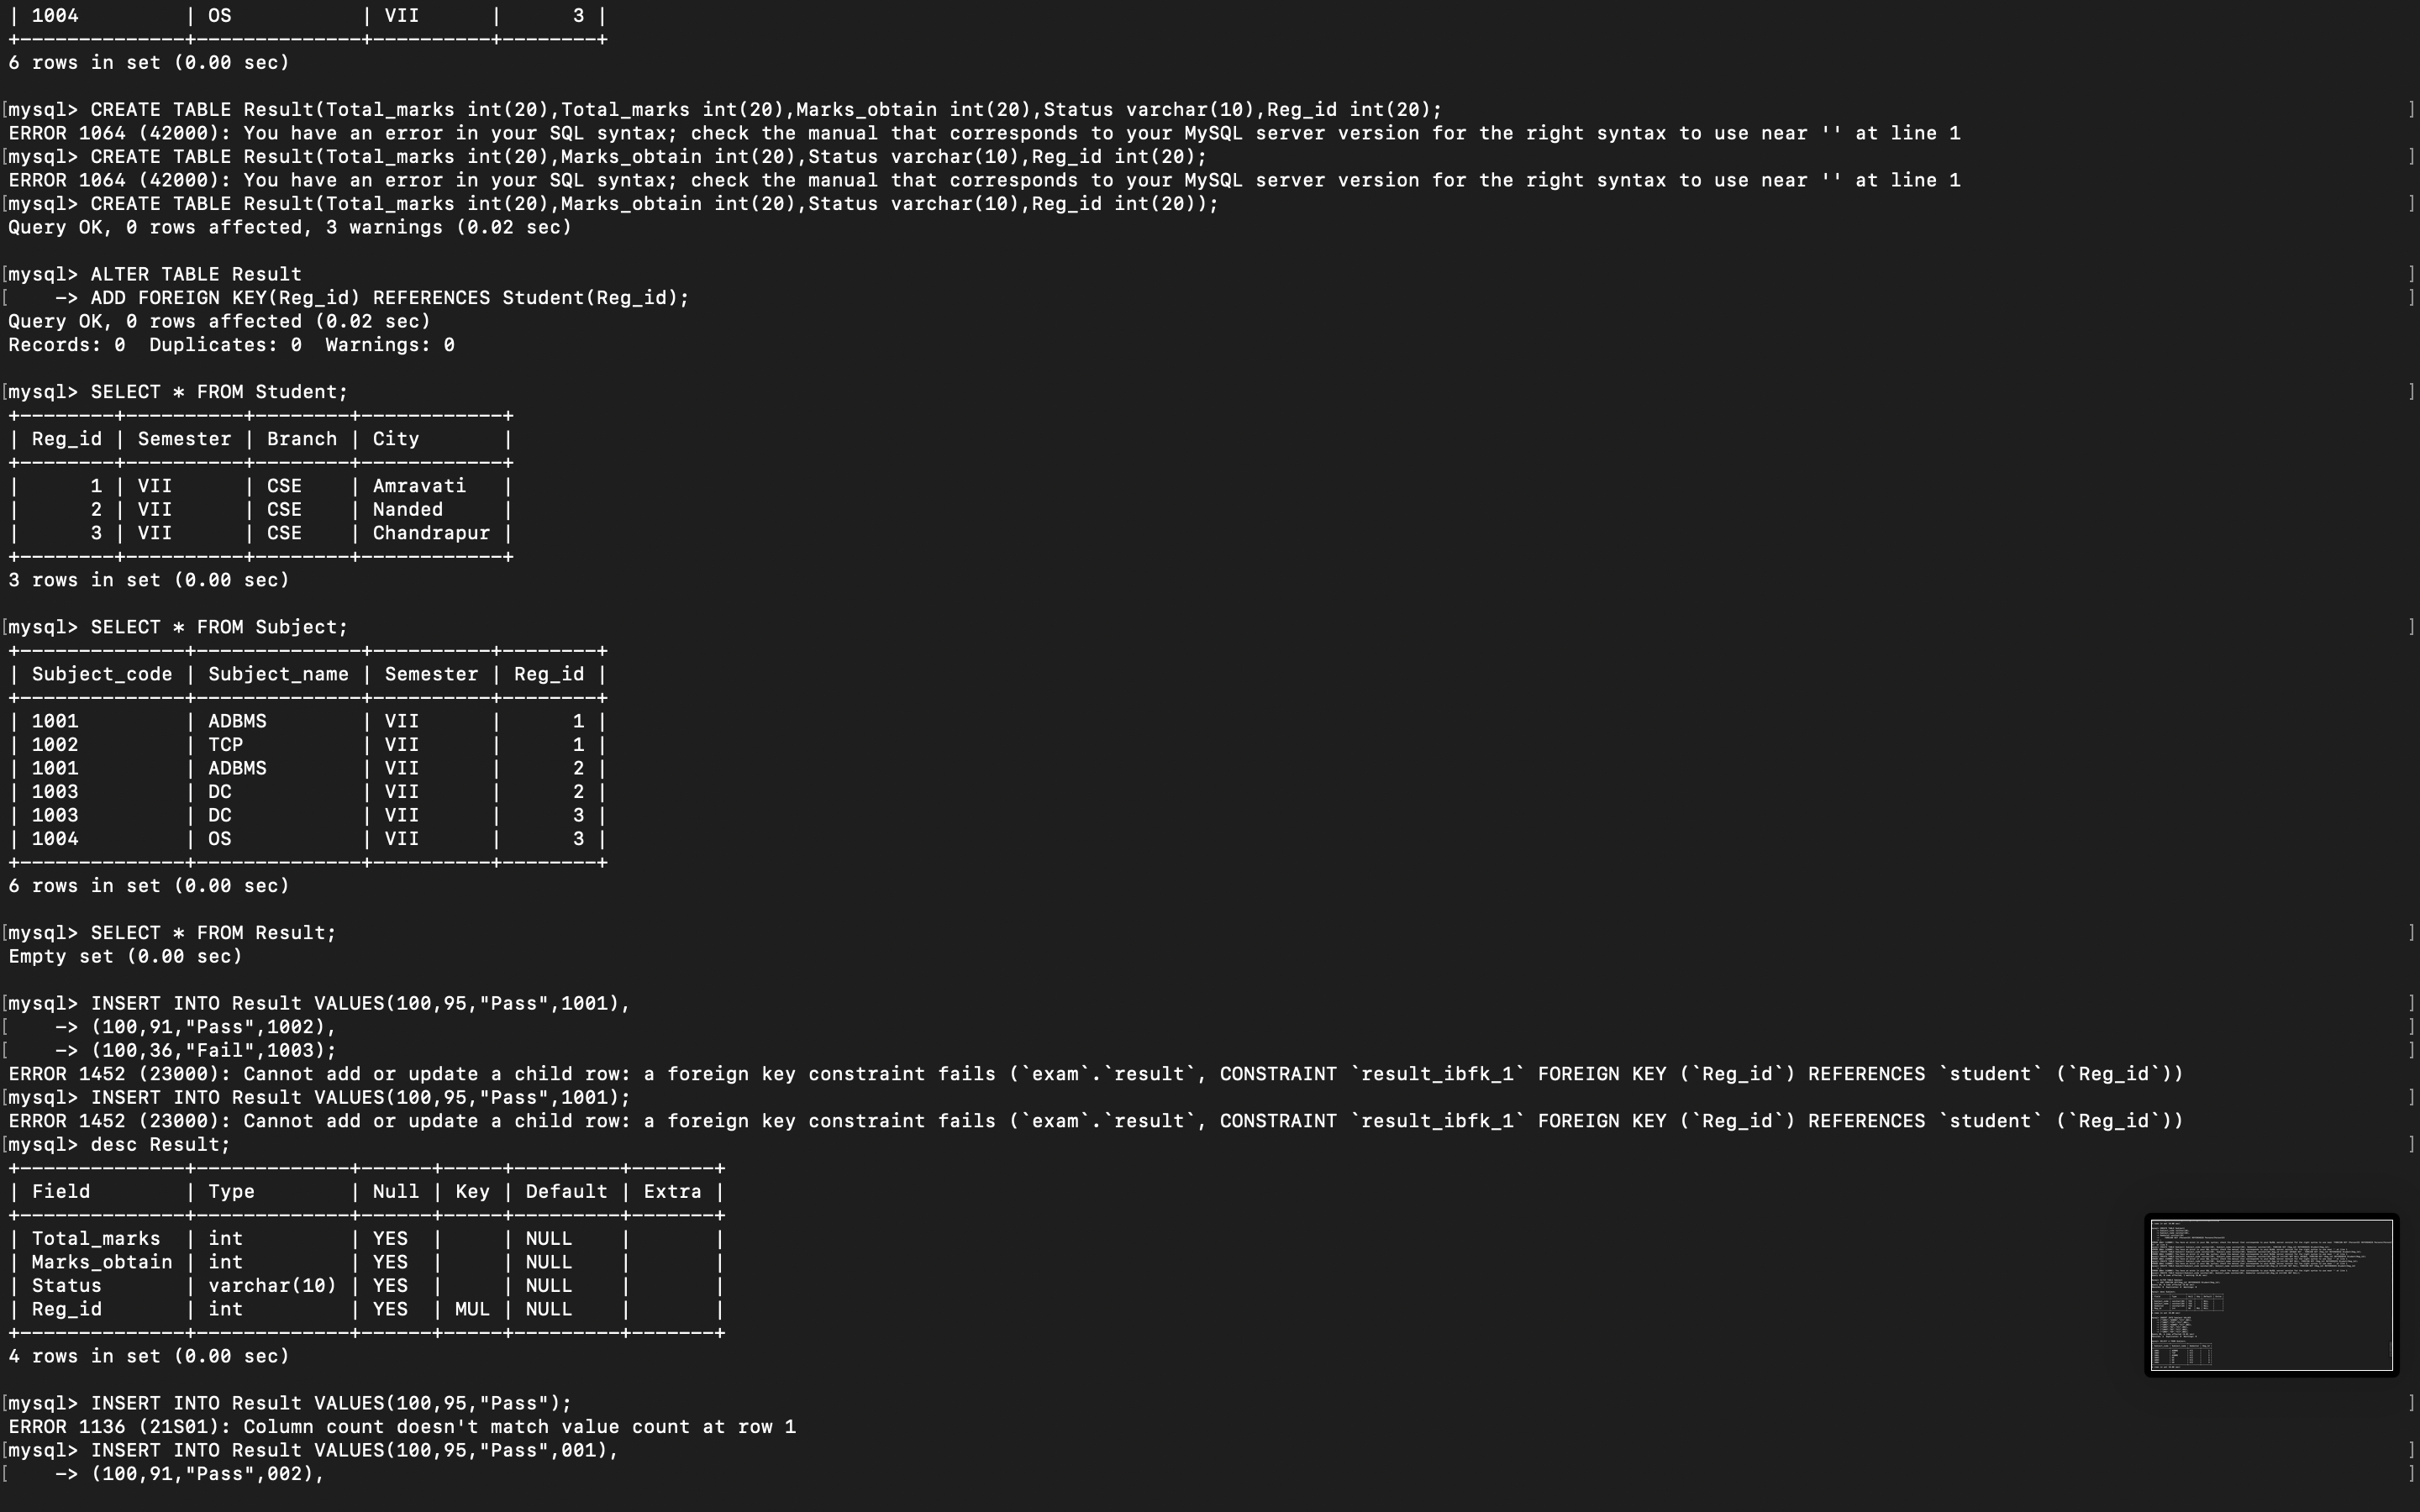 | 1004         | OS           | VII      |      3 |
+--------------+--------------+----------+--------+
6 rows in set (0.00 sec)
[mysql> CREATE TABLE Result(Total_marks int(20),Total_marks int(20),Marks_obtain int(20),Status varchar(10),Reg_id int(20); ]
ERROR 1064 (42000): You have an error in your SQL syntax; check the manual that corresponds to your MySQL server version for the right syntax to use near '' at line 1
[mysql> CREATE TABLE Result(Total_marks int(20),Marks_obtain int(20),Status varchar(10),Reg_id int(20); ]
ERROR 1064 (42000): You have an error in your SQL syntax; check the manual that corresponds to your MySQL server version for the right syntax to use near '' at line 1
[mysql> CREATE TABLE Result(Total_marks int(20),Marks_obtain int(20),Status varchar(10),Reg_id int(20)); ]
Query OK, 0 rows affected, 3 warnings (0.02 sec)
[mysql> ALTER TABLE Result ]
[    -> ADD FOREIGN KEY(Reg_id) REFERENCES Student(Reg_id); ]
Query OK, 0 rows affected (0.02 sec)
Records: 0  Duplicates: 0  Warnings: 0
[mysql> SELECT * FROM Student; ]
+--------+----------+--------+------------+
| Reg_id | Semester | Branch | City       |
+--------+----------+--------+------------+
|      1 | VII      | CSE    | Amravati   |
|      2 | VII      | CSE    | Nanded     |
|      3 | VII      | CSE    | Chandrapur |
+--------+----------+--------+------------+
3 rows in set (0.00 sec)
[mysql> SELECT * FROM Subject; ]
+--------------+--------------+----------+--------+
| Subject_code | Subject_name | Semester | Reg_id |
+--------------+--------------+----------+--------+
| 1001         | ADBMS        | VII      |      1 |
| 1002         | TCP          | VII      |      1 |
| 1001         | ADBMS        | VII      |      2 |
| 1003         | DC           | VII      |      2 |
| 1003         | DC           | VII      |      3 |
| 1004         | OS           | VII      |      3 |
+--------------+--------------+----------+--------+
6 rows in set (0.00 sec)
[mysql> SELECT * FROM Result; ]
Empty set (0.00 sec)
[mysql> INSERT INTO Result VALUES(100,95,"Pass",1001), ]
[    -> (100,91,"Pass",1002), ]
[    -> (100,36,"Fail",1003); ]
ERROR 1452 (23000): Cannot add or update a child row: a foreign key constraint fails (`exam`.`result`, CONSTRAINT `result_ibfk_1` FOREIGN KEY (`Reg_id`) REFERENCES `student` (`Reg_id`))
[mysql> INSERT INTO Result VALUES(100,95,"Pass",1001); ]
ERROR 1452 (23000): Cannot add or update a child row: a foreign key constraint fails (`exam`.`result`, CONSTRAINT `result_ibfk_1` FOREIGN KEY (`Reg_id`) REFERENCES `student` (`Reg_id`))
[mysql> desc Result; ]
+--------------+-------------+------+-----+---------+-------+
| Field        | Type        | Null | Key | Default | Extra |
+--------------+-------------+------+-----+---------+-------+
| Total_marks  | int         | YES  |     | NULL    |       |
| Marks_obtain | int         | YES  |     | NULL    |       |
| Status       | varchar(10) | YES  |     | NULL    |       |
| Reg_id       | int         | YES  | MUL | NULL    |       |
+--------------+-------------+------+-----+---------+-------+
4 rows in set (0.00 sec)
[mysql> INSERT INTO Result VALUES(100,95,"Pass"); ]
ERROR 1136 (21S01): Column count doesn't match value count at row 1
[mysql> INSERT INTO Result VALUES(100,95,"Pass",001), ]
[    -> (100,91,"Pass",002), ]